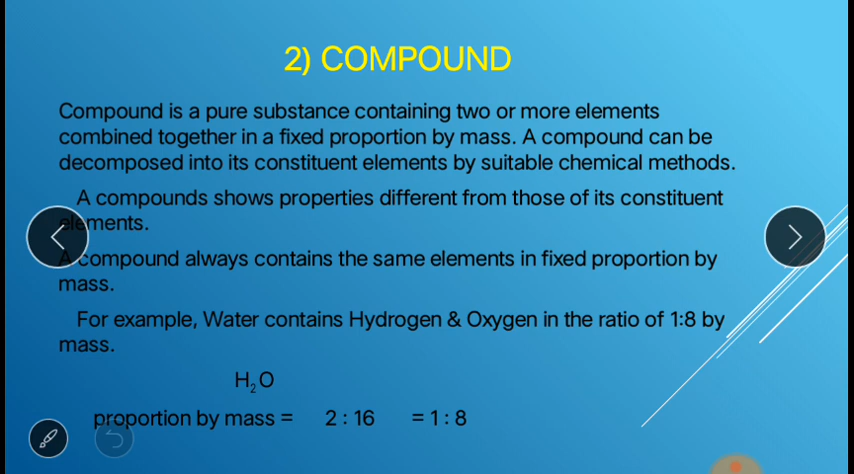 2) COMPOUND
Compound is a pure substance containing two or more elements
combined together in a fixed proportion by mass. A compound can be
decomposed into its constituent elements by suitable chemical methods.
A compounds shows properties different from those of its constituent
elements.
A compound always contains the same elements in fixed proportion by
mass.
For example, Water contains Hydrogen & Oxygen in the ratio of 1:8 by
mass.
H₂O
proportion by mass = 2 : 16 = 1 : 8